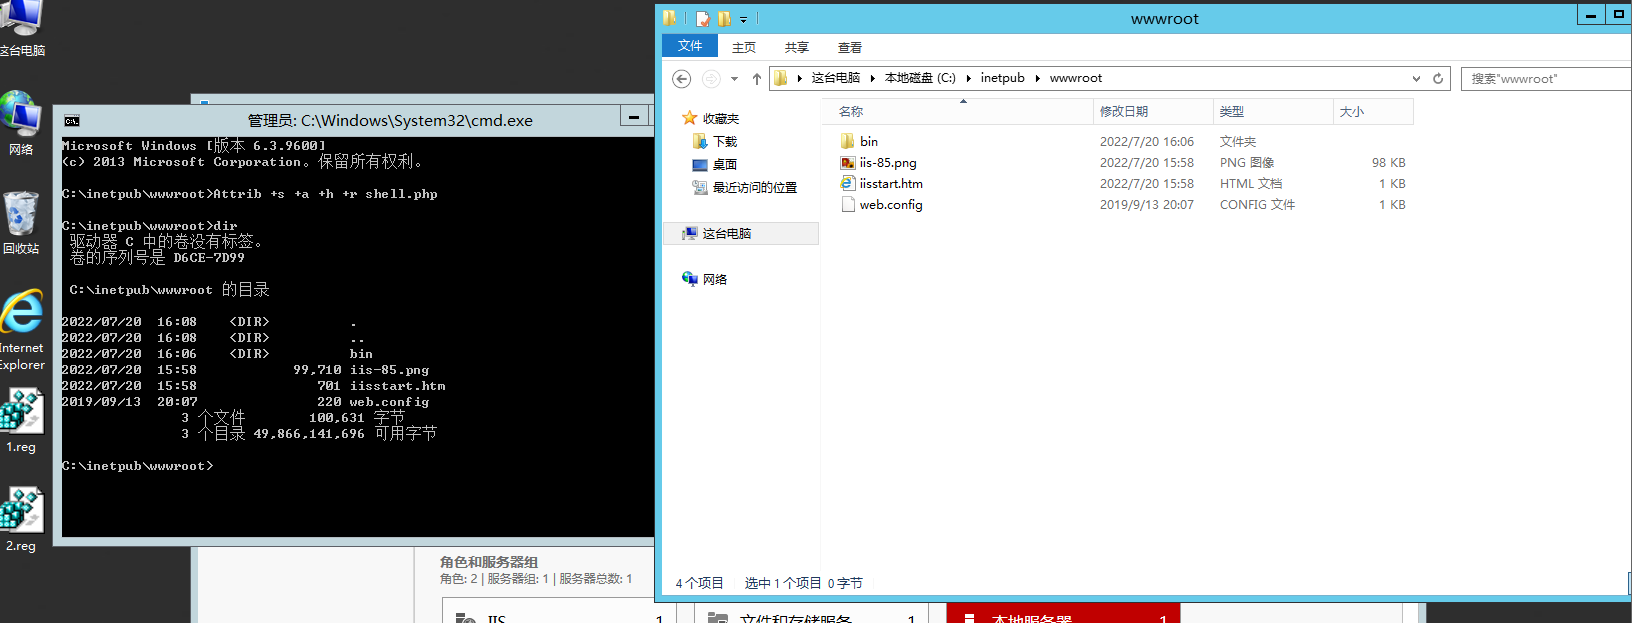 这台电脑
网络
回收站
Internet
Explorer
1.reg
2.reg
管理员: C:\Windows\System32\cmd.exe
Microsoft Windows [版本 6.3.9600]
(c) 2013 Microsoft Corporation。保留所有权利。
C:\inetpub\wwwroot>Attrib +s +a +h +r shell.php
C:\inetpub\wwwroot>dir
驱动器 C 中的卷没有标签。
卷的序列号是 D6CE-7D99
C:\inetpub\wwwroot 的目录
2022/07/20  16:08    <DIR>          .
2022/07/20  16:08    <DIR>          ..
2022/07/20  16:06    <DIR>          bin
2022/07/20  15:58            99,710 iis-85.png
2022/07/20  15:58               701 iisstart.htm
2019/09/13  20:07               220 web.config
3 个文件        100,631 字节
3 个目录 49,866,141,696 可用字节
C:\inetpub\wwwroot>
wwwroot
文件 主页 共享 查看
这台电脑 本地磁盘 (C:) inetpub wwwroot 搜索"wwwroot"
收藏夹
下载
桌面
最近访问的位置
这台电脑
网络
名称 修改日期 类型 大小
bin 2022/7/20 16:06 文件夹
iis-85.png 2022/7/20 15:58 PNG 图像 98 KB
iisstart.htm 2022/7/20 15:58 HTML 文档 1 KB
web.config 2019/9/13 20:07 CONFIG 文件 1 KB
4 个项目 选中 1 个项目 0 字节
角色和服务器组
角色: 2 | 服务器组: 1 | 服务器总数: 1
IIS 1
文件和存储服务 1
本地服务器 1